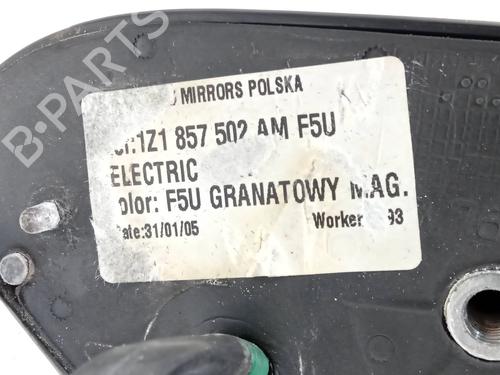 B-PARTS
MIRRORS POLSKA
1Z1 857 502 AM F5U
ELECTRIC
olor: F5U GRANATOWY MAG.
ate:31/01/05 Worker 93